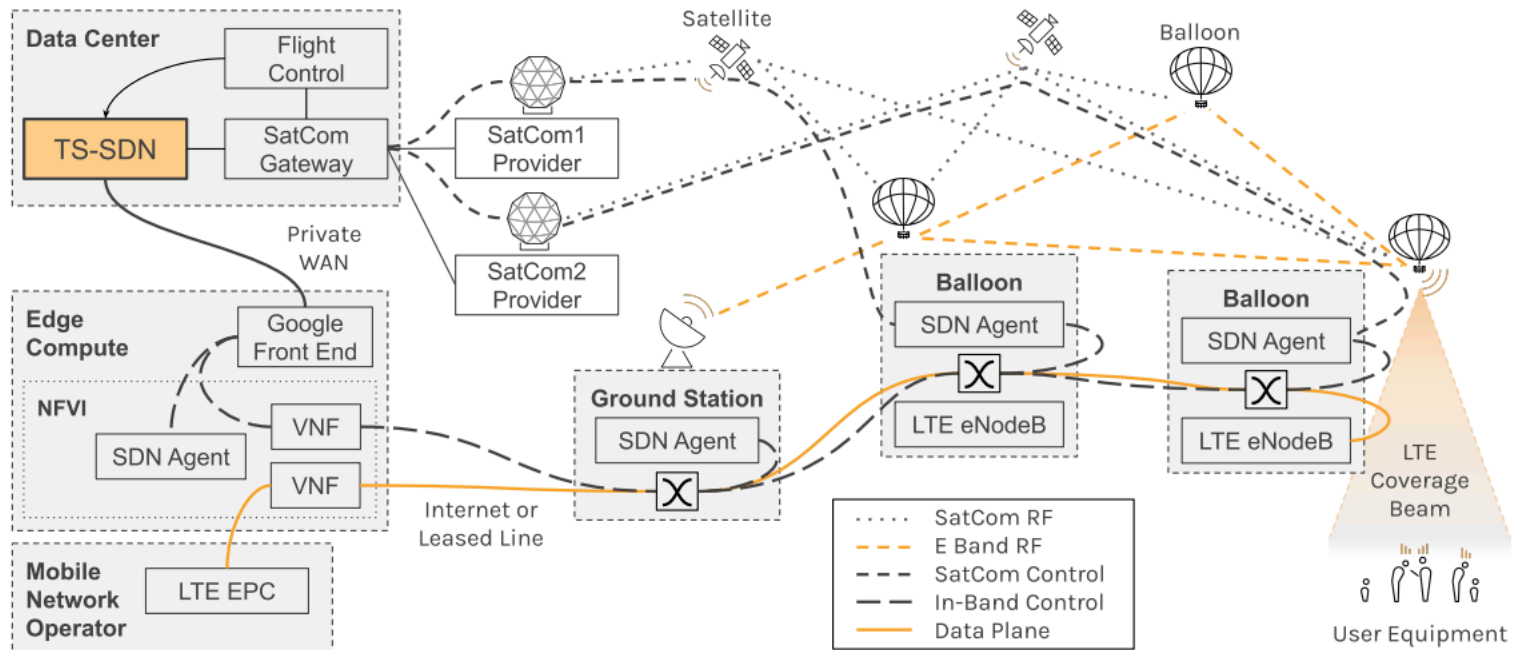 Data Center
Flight
Control
TS-SDN
SatCom
Gateway
Satellite
Balloon
SatCom1
Provider
SatCom2
Provider
Private
WAN
Edge
Compute
Google
Front End
NFVI
VNF
SDN Agent
VNF
Internet or
Leased Line
Mobile
Network
Operator
LTE EPC
Ground Station
SDN Agent
Balloon
SDN Agent
LTE eNodeB
Balloon
SDN Agent
LTE eNodeB
LTE
Coverage
Beam
User Equipment
SatCom RF
E Band RF
SatCom Control
In-Band Control
Data Plane